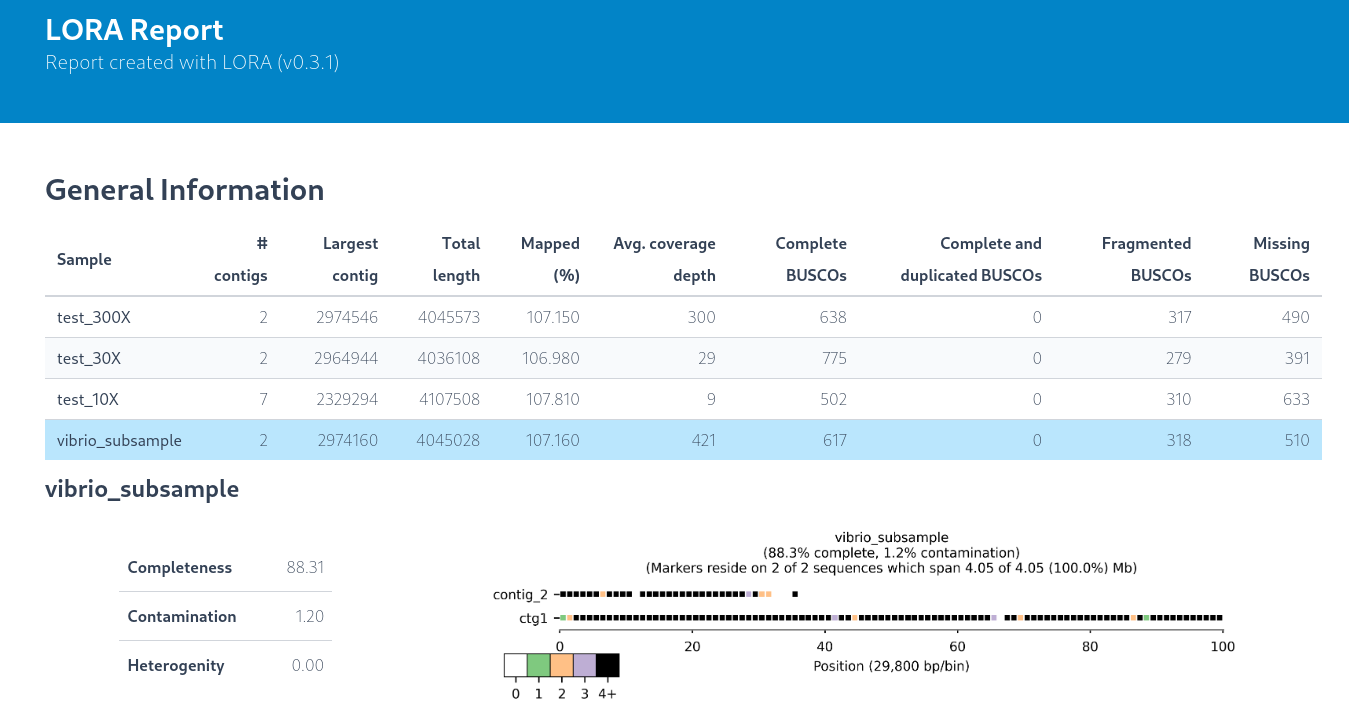 LORA Report
Report created with LORA (v0.3.1)
General Information
Sample # contigs Largest contig Total length Mapped (%) Avg. coverage depth Complete BUSCOs Complete and duplicated BUSCOs Fragmented BUSCOs Missing BUSCOs
test_300X 2 2974546 4045573 107.150 300 638 0 317 490
test_30X 2 2964944 4036108 106.980 29 775 0 279 391
test_10X 7 2329294 4107508 107.810 9 502 0 310 633
vibrio_subsample 2 2974160 4045028 107.160 421 617 0 318 510
vibrio_subsample
Completeness 88.31
Contamination 1.20
Heterogenity 0.00
vibrio_subsample
(88.3% complete, 1.2% contamination)
(Markers reside on 2 of 2 sequences which span 4.05 of 4.05 (100.0%) Mb)
contig_2
ctg1
0 20 40 60 80 100
Position (29,800 bp/bin)
0 1 2 3 4+